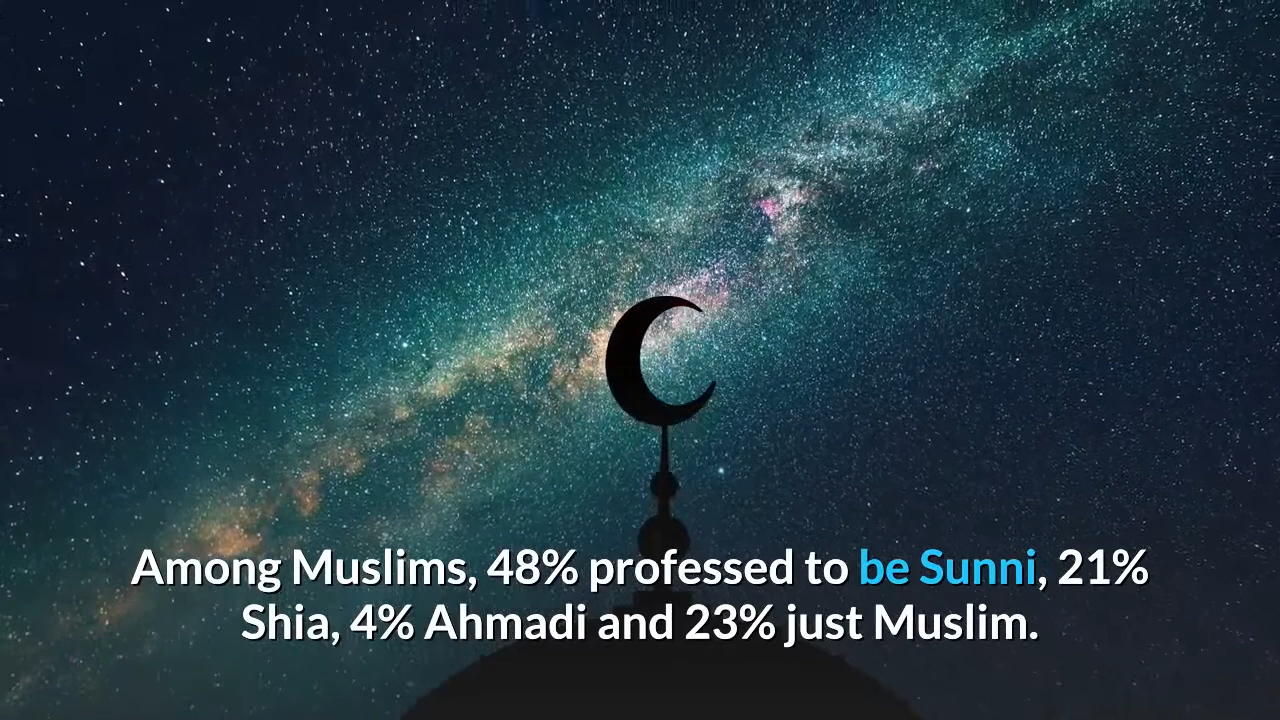 Among Muslims, 48% professed to be Sunni, 21%
Shia, 4% Ahmadi and 23% just Muslim.